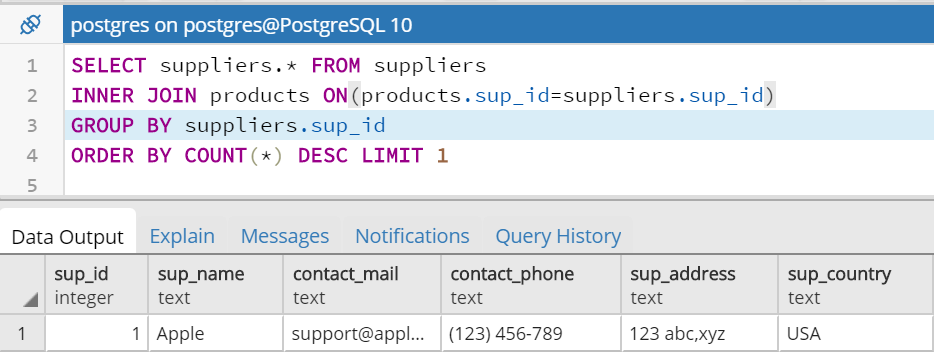 postgres on postgres@PostgreSQL 10
1 SELECT suppliers.* FROM suppliers
2 INNER JOIN products ON(products.sup_id=suppliers.sup_id)
3 GROUP BY suppliers.sup_id
4 ORDER BY COUNT(*) DESC LIMIT 1
5
Data Output Explain Messages Notifications Query History
sup_id sup_name contact_mail contact_phone sup_address sup_country
integer text text text text text
1 1 Apple support@appl... (123) 456-789 123 abc,xyz USA